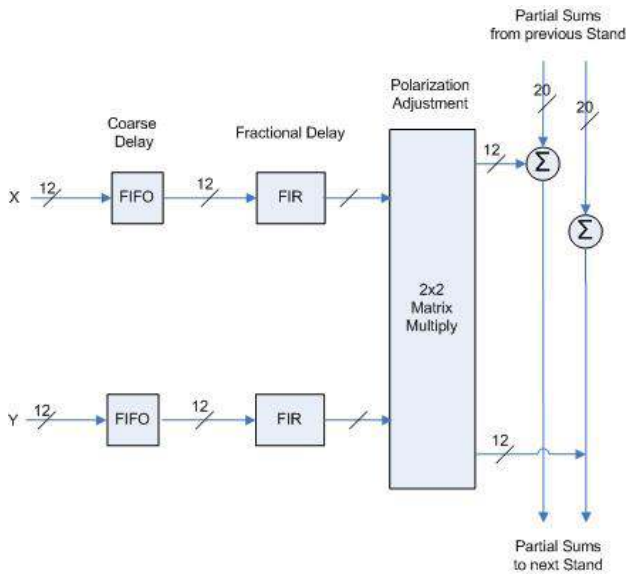 Partial Sums
from previous Stand
20
20
Polarization
Adjustment
Coarse
Delay
Fractional Delay
12
X
12
FIFO
12
FIR
Σ
Σ
2x2
Matrix
Multiply
Y
12
FIFO
12
FIR
12
Partial Sums
to next Stand